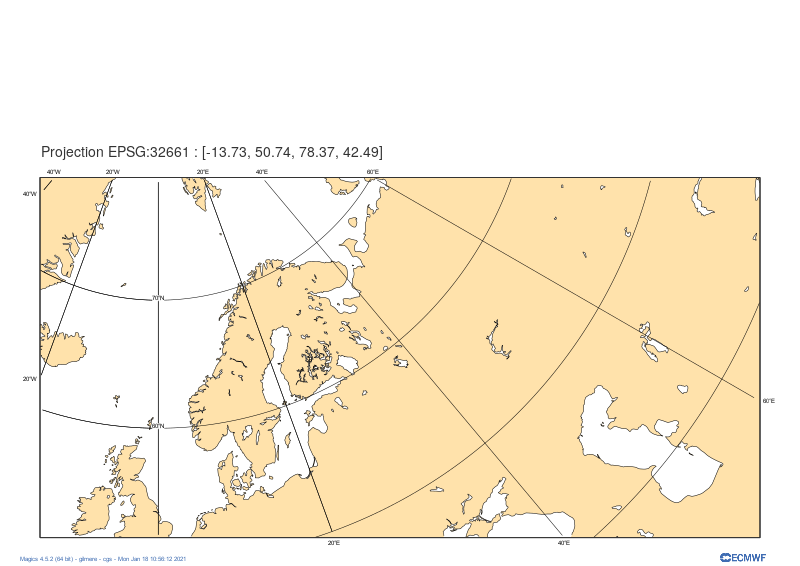 Projection EPSG:32661 : [-13.73, 50.74, 78.37, 42.49]
40°W 20°W 20°E 40°E 60°E
40°W
70°N
20°W
60°E
60°N
20°E 40°E
Magics 4.5.2 (64 bit) - gilmere - cgs - Mon Jan 18 10:56:12 2021
ECMWF